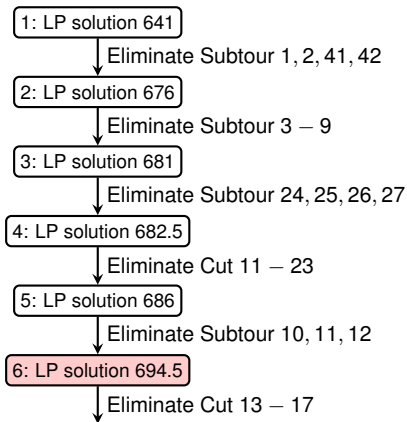 1: LP solution 641
Eliminate Subtour 1, 2, 41, 42
2: LP solution 676
Eliminate Subtour 3 – 9
3: LP solution 681
Eliminate Subtour 24, 25, 26, 27
4: LP solution 682.5
Eliminate Cut 11 – 23
5: LP solution 686
Eliminate Subtour 10, 11, 12
6: LP solution 694.5
Eliminate Cut 13 – 17